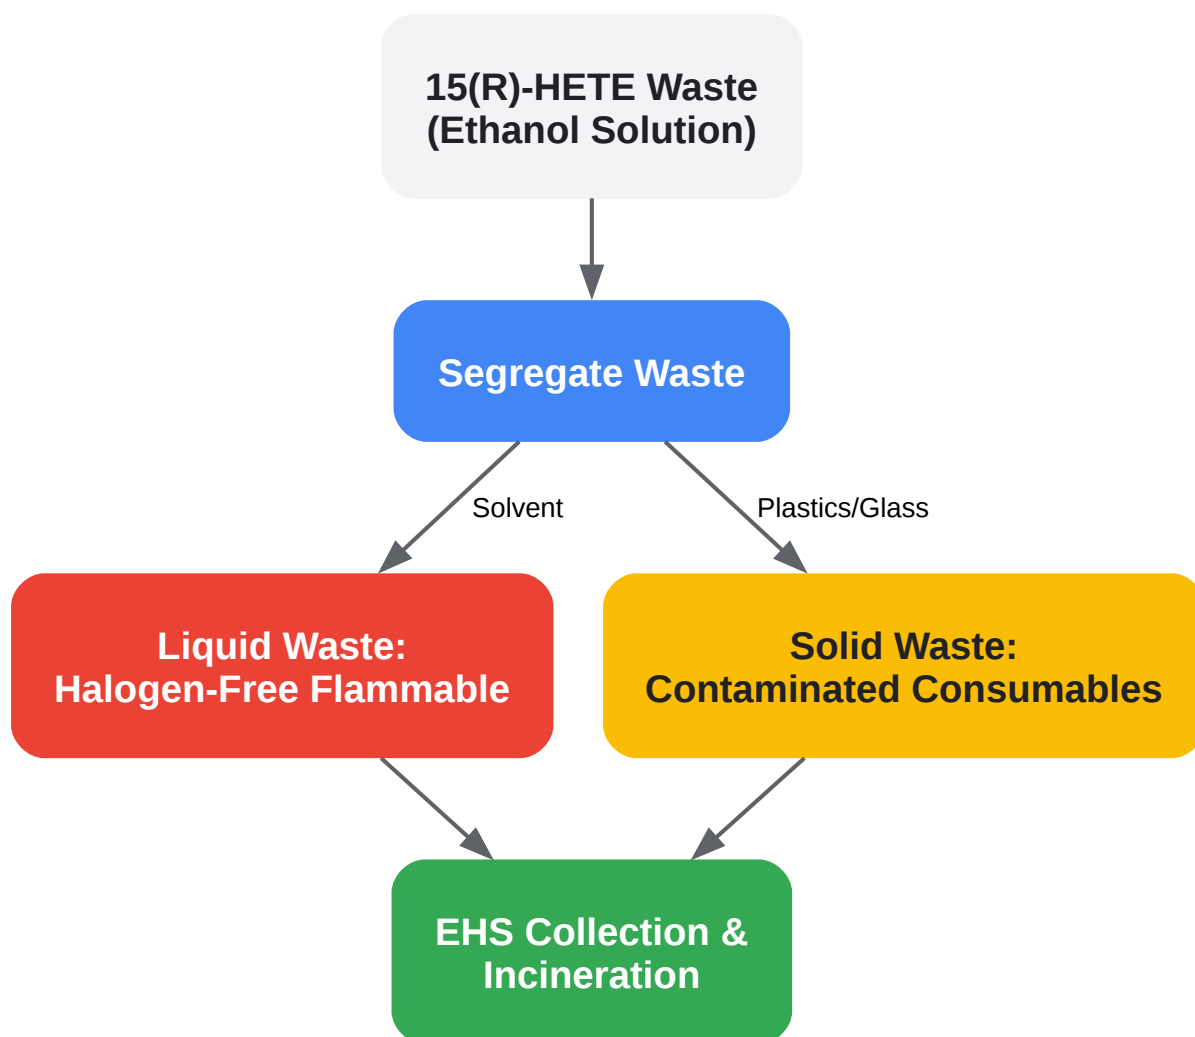 15(R)-HETE Waste
(Ethanol Solution)
Segregate Waste
Solvent
Plastics/Glass
Liquid Waste:
Halogen-Free Flammable
Solid Waste:
Contaminated Consumables
EHS Collection &
Incineration